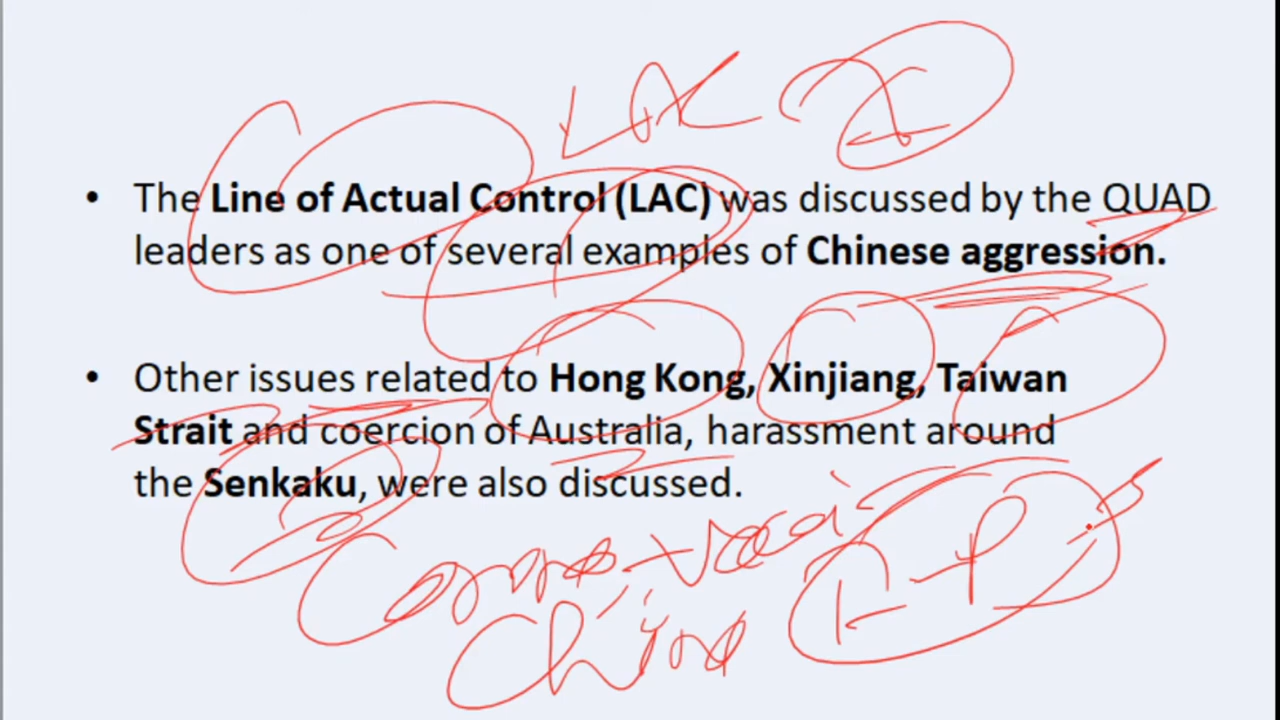 LAC
• The Line of Actual Control (LAC) was discussed by the QUAD
leaders as one of several examples of Chinese aggression.
• Other issues related to Hong Kong, Xinjiang, Taiwan
Strait and coercion of Australia, harassment around
the Senkaku, were also discussed.
China